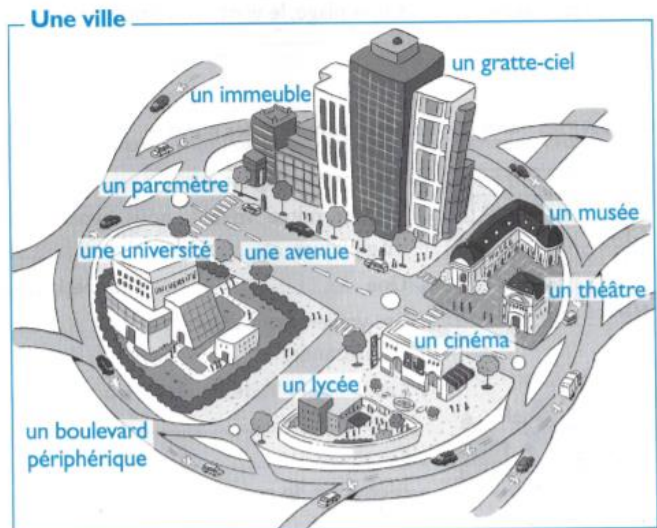 Une ville
un gratte-ciel
un immeuble
un parcmètre
un musée
une université
une avenue
UNIVERSITÉ
un théâtre
un cinéma
un lycée
un boulevard
périphérique